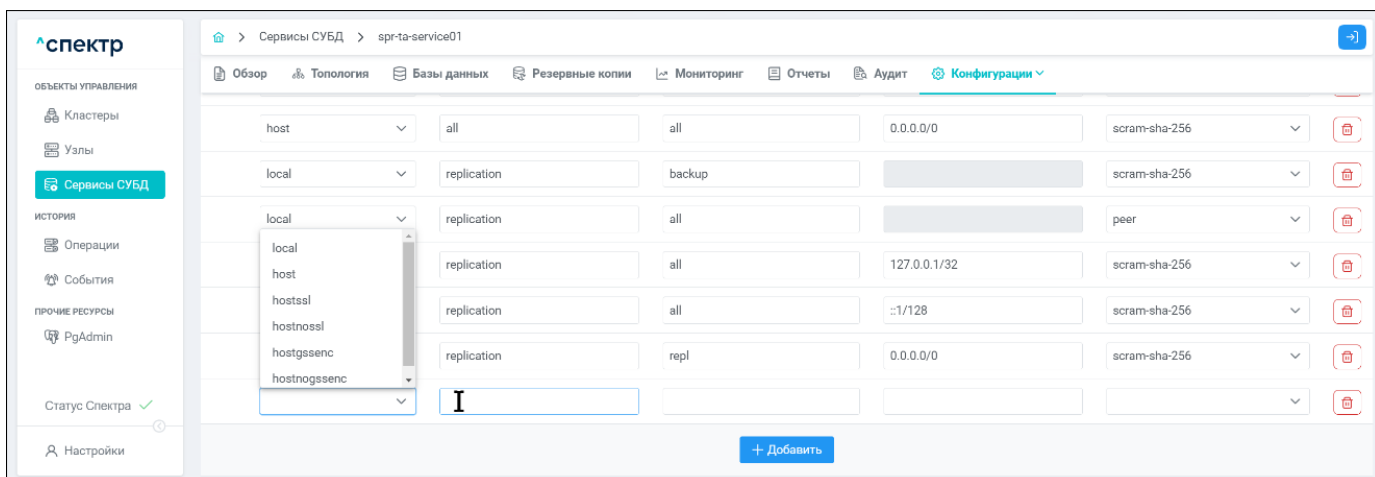 ^спектр
ОБЪЕКТЫ УПРАВЛЕНИЯ
Кластеры
Узлы
Сервисы СУБД
ИСТОРИЯ
Операции
События
ПРОЧИЕ РЕСУРСЫ
PgAdmin
Статус Спектра
Настройки
> Сервисы СУБД > spr-ta-service01
Обзор Топология Базы данных Резервные копии Мониторинг Отчеты Аудит Конфигурации
host all all 0.0.0.0/0 scram-sha-256
local replication backup scram-sha-256
local replication all peer
local
host
hostssl
hostnossl
hostgssenc
hostnogssenc
replication all 127.0.0.1/32 scram-sha-256
replication all ::1/128 scram-sha-256
replication repl 0.0.0.0/0 scram-sha-256
+ Добавить